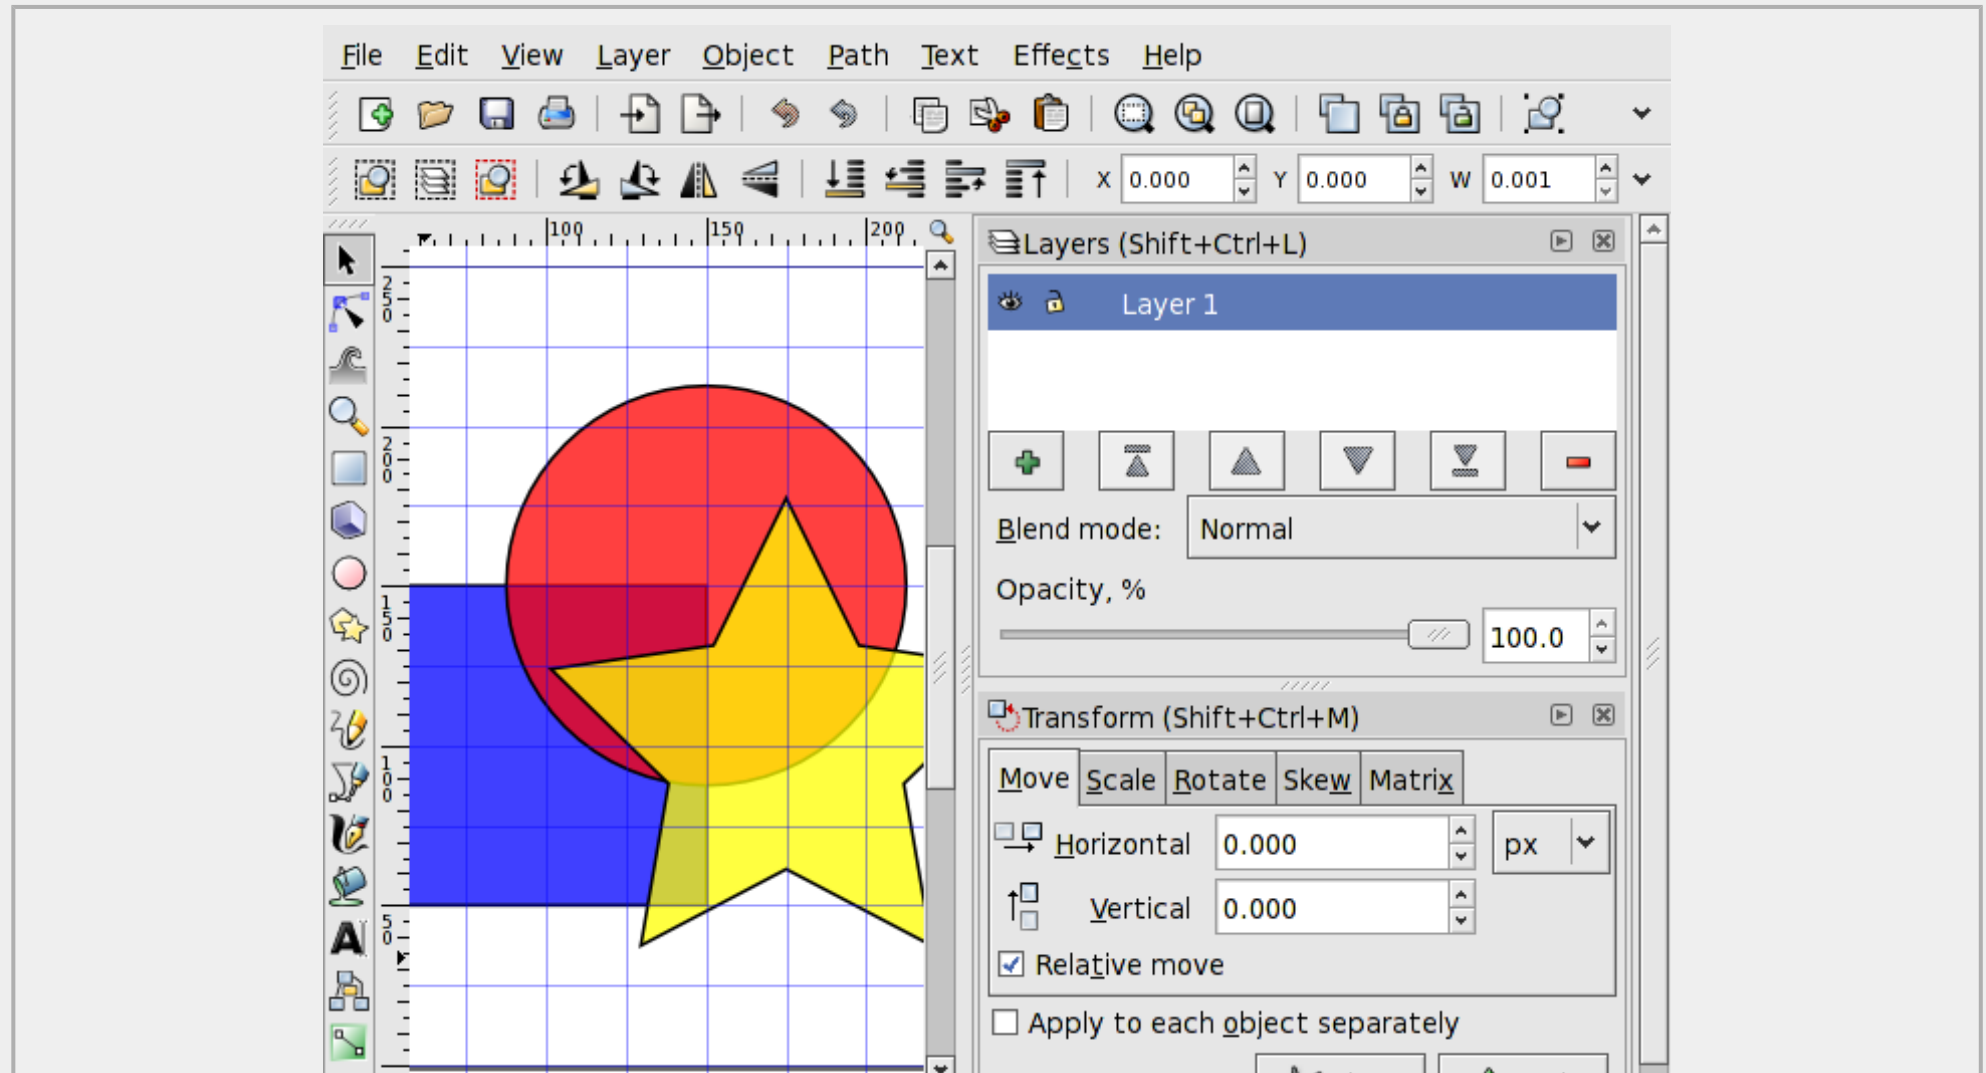 File Edit View Layer Object Path Text Effects Help
X 0.000 Y 0.000 W 0.001
100 150 200
Layers (Shift+Ctrl+L)
Layer 1
250
200
Blend mode: Normal
Opacity, %
150
100.0
Transform (Shift+Ctrl+M)
Move Scale Rotate Skew Matrix
100
Horizontal 0.000 px
Vertical 0.000
50
Relative move
Apply to each object separately